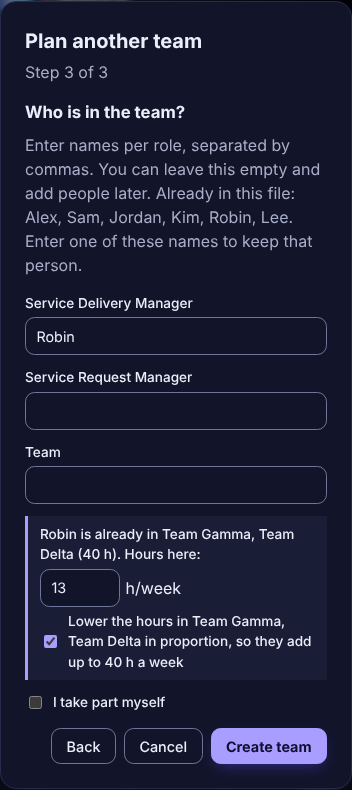 Plan another team
Step 3 of 3
Who is in the team?
Enter names per role, separated by
commas. You can leave this empty and
add people later. Already in this file:
Alex, Sam, Jordan, Kim, Robin, Lee.
Enter one of these names to keep that
person.
Service Delivery Manager
Robin
Service Request Manager
Team
Robin is already in Team Gamma, Team
Delta (40 h). Hours here:
13 h/week
Lower the hours in Team Gamma,
Team Delta in proportion, so they add
up to 40 h a week
I take part myself
Back Cancel Create team